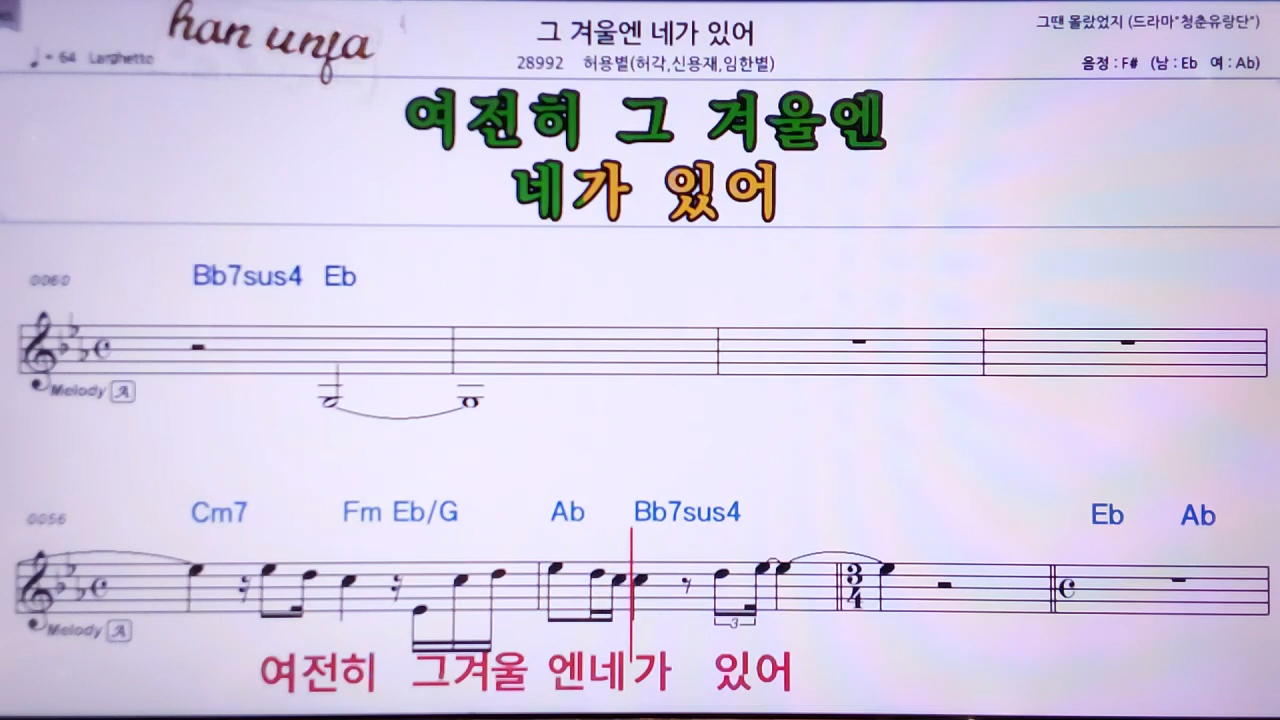 han unja
그 겨울엔 네가 있어
그땐 몰랐었지 (드라마"청춘유랑단")
♩= 64 Larghetto
28992 허용별(허각,신용재,임한별)
음정 : F# (남 : Eb 여 : Ab)
여전히 그 겨울엔
네가 있어
0060 Bb7sus4 Eb
Melody A
0056 Cm7 Fm Eb/G Ab Bb7sus4 Eb Ab
3
4
3
Melody A
여전히 그겨울 엔네가 있어